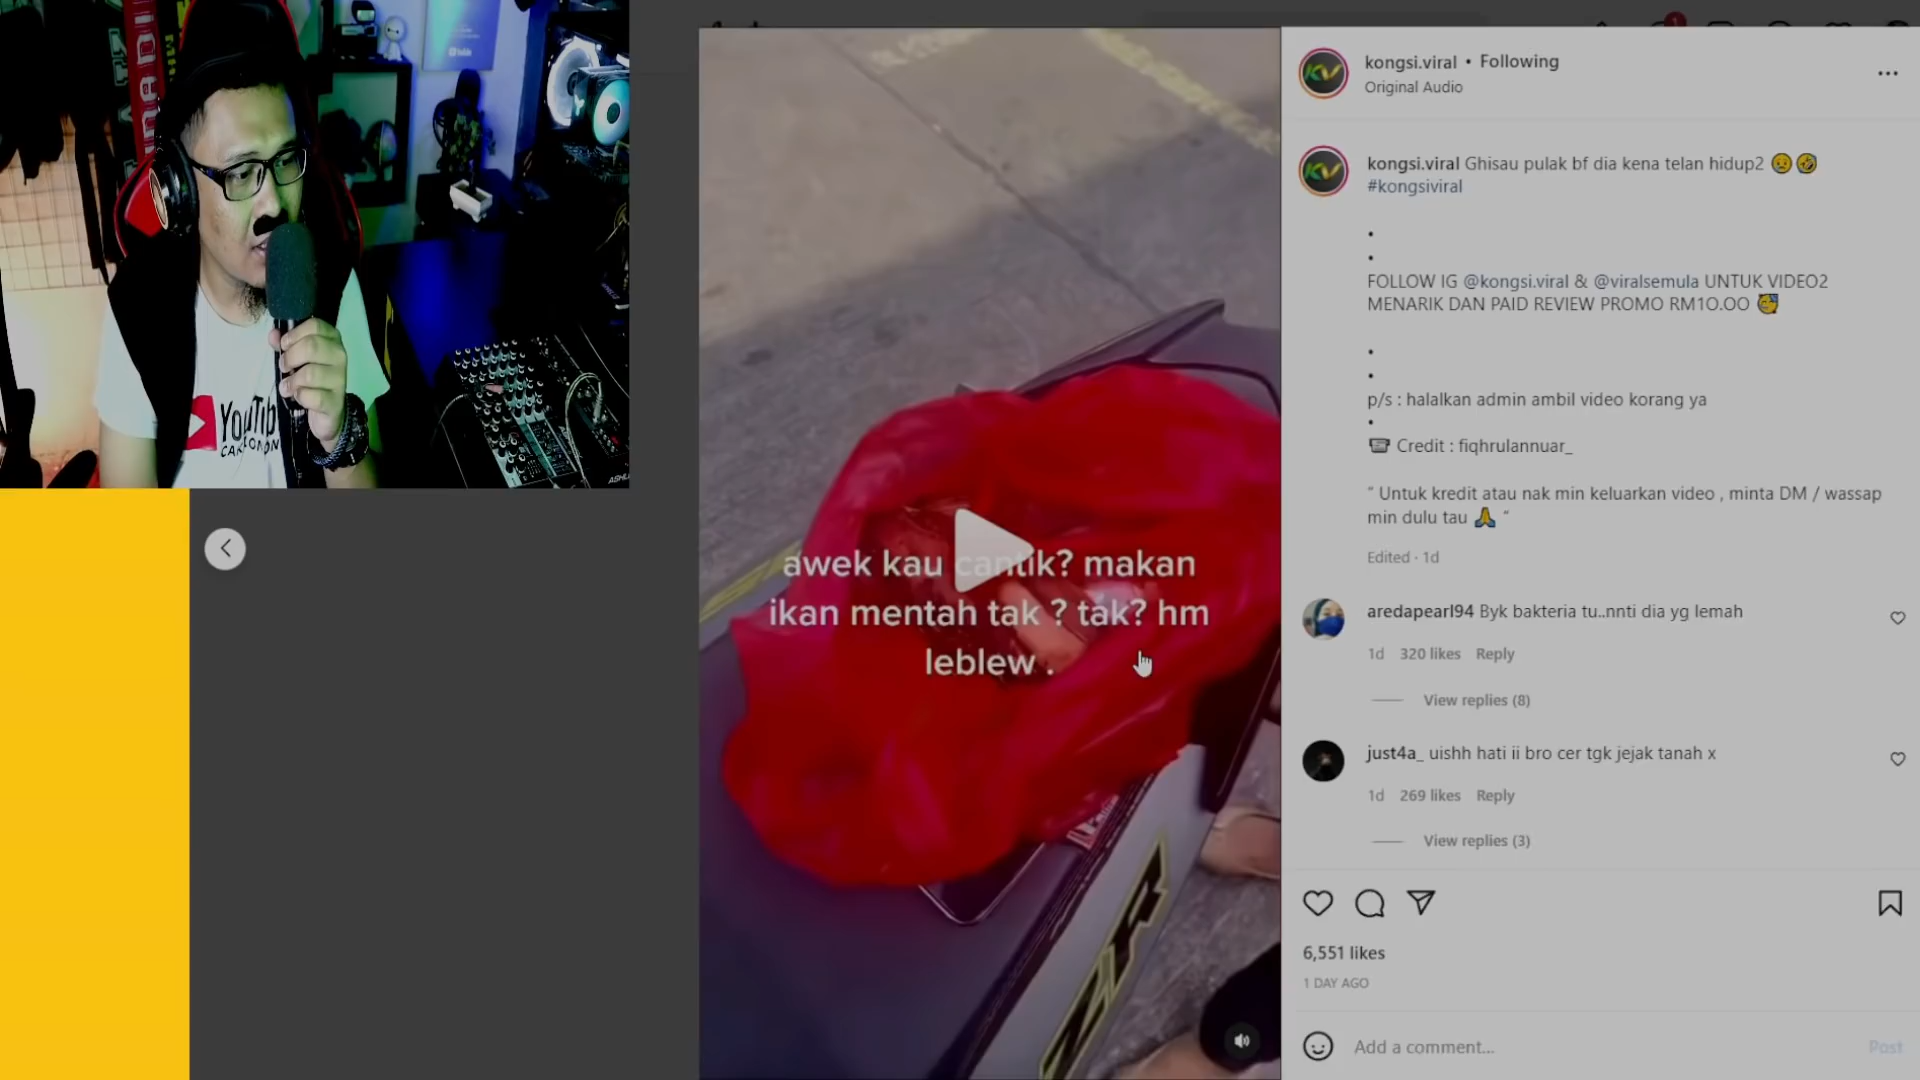 kongsi.viral • Following
Original Audio
kongsi.viral Ghisau pulak bf dia kena telan hidup2 😥🤣
#kongsiviral
•
•
FOLLOW IG @kongsi.viral & @viralsemula UNTUK VIDEO2
MENARIK DAN PAID REVIEW PROMO RM1O.OO
•
•
p/s : halalkan admin ambil video korang ya
•
Credit : fiqhrulannuar_
“ Untuk kredit atau nak min keluarkan video , minta DM / wassap
min dulu tau 🙏 “
Edited · 1d
aredapearl94 Byk bakteria tu..nnti dia yg lemah
1d 320 likes Reply
View replies (8)
just4a_ uishh hati ii bro cer tgk jejak tanah x
1d 269 likes Reply
View replies (3)
6,551 likes
1 DAY AGO
Add a comment...
Post
awek kau cantik? makan
ikan mentah tak ? tak? hm
leblew .
ZR
YouTube